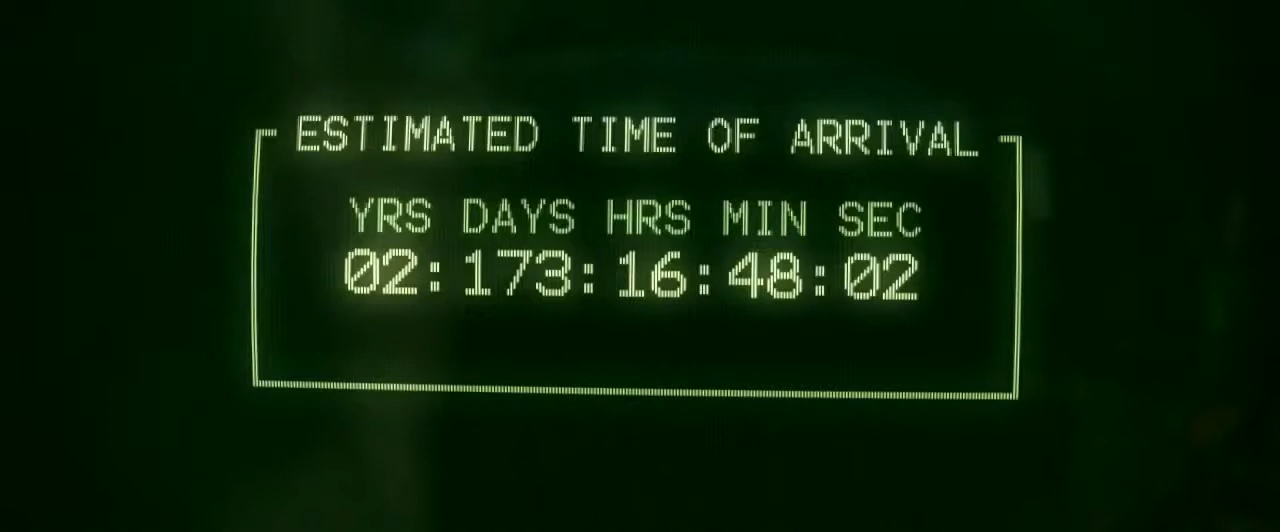 ESTIMATED TIME OF ARRIVAL
YRS DAYS HRS MIN SEC
02:173:16:48:02